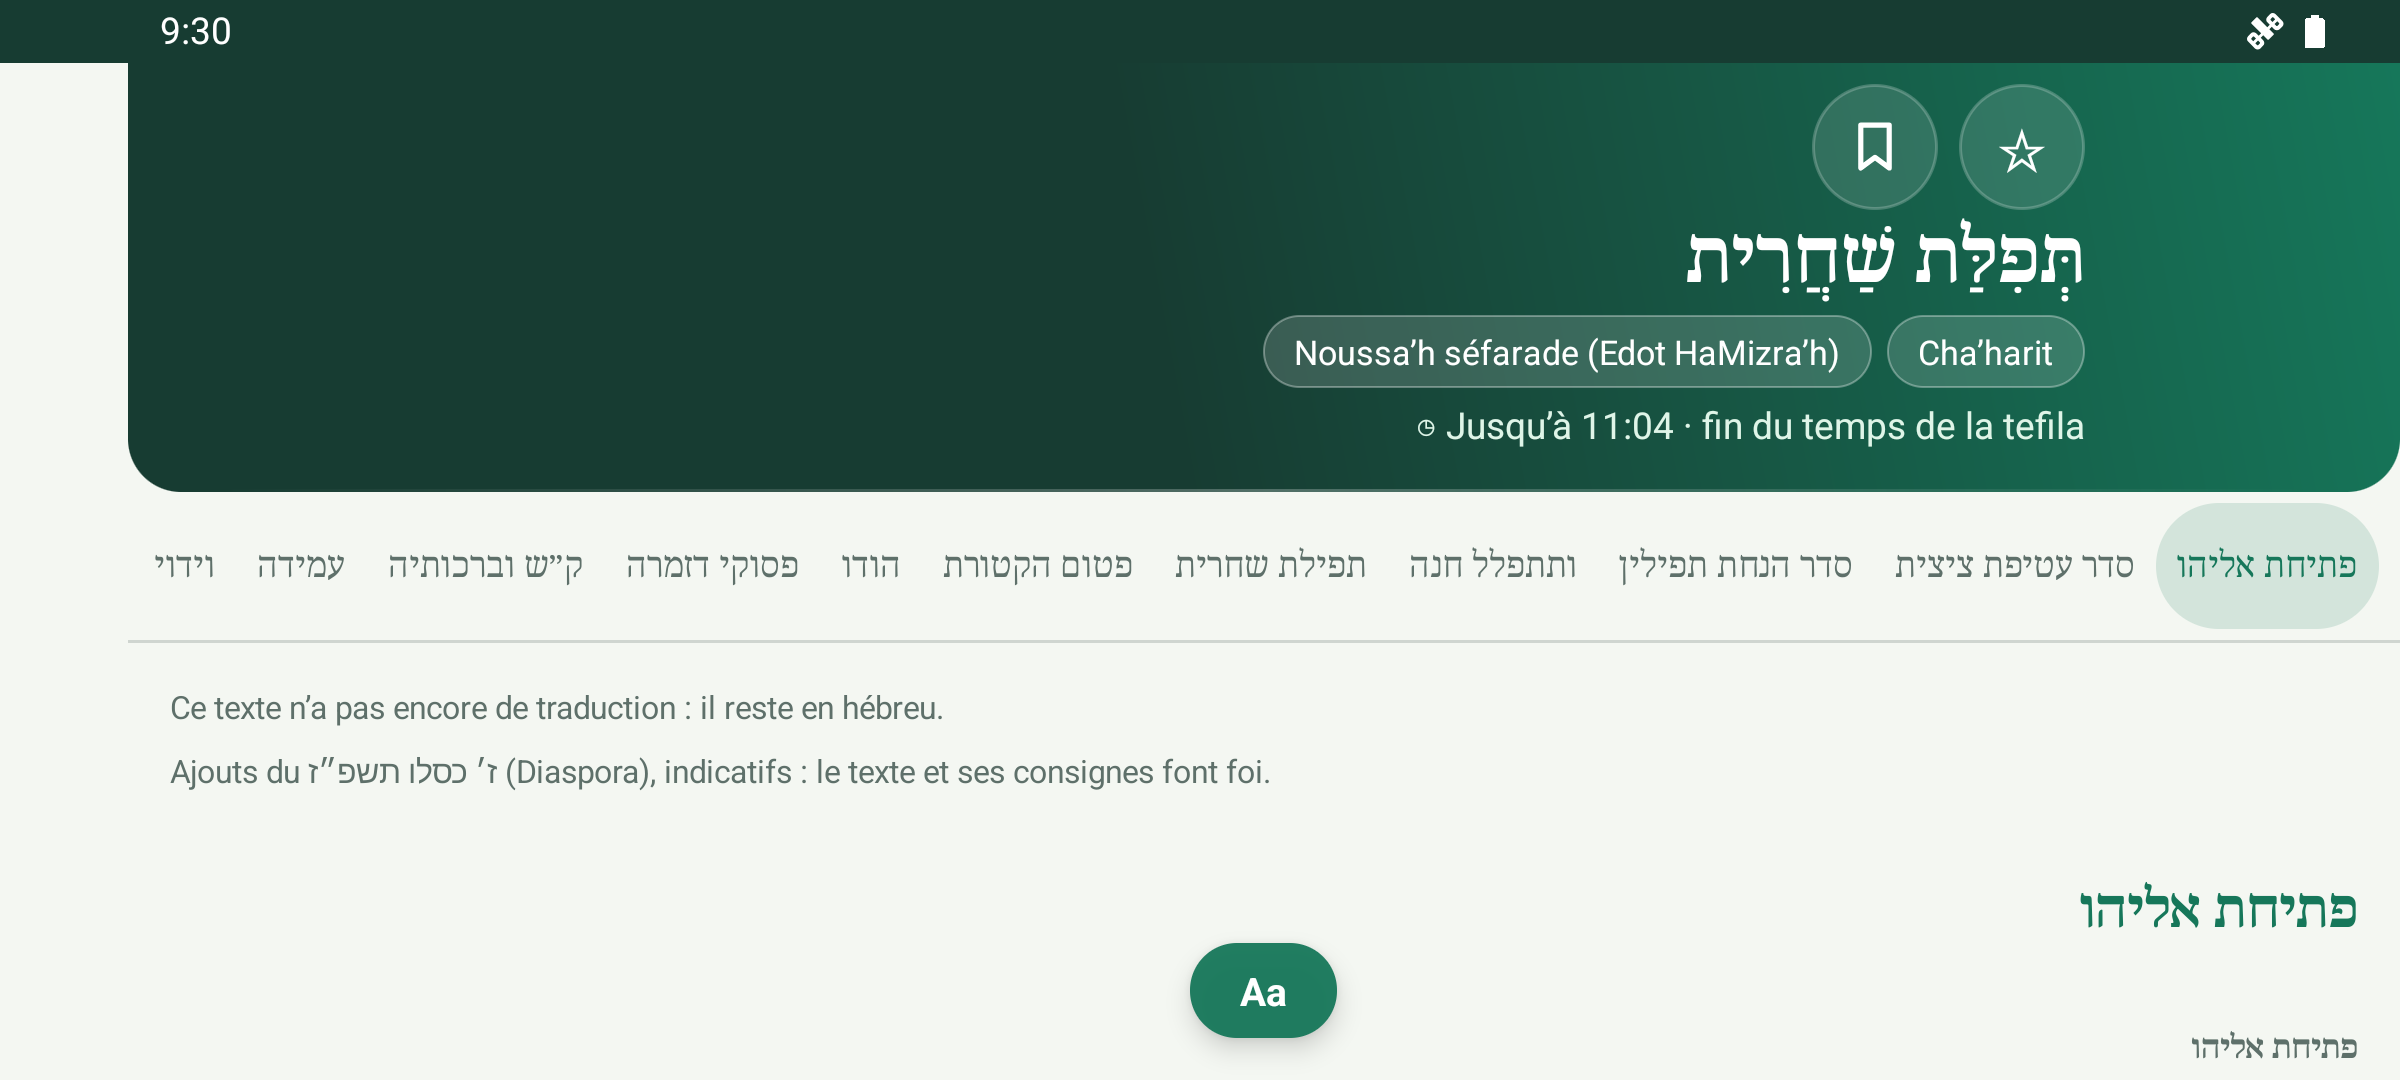 9:30
תְּפִלַּת שַׁחֲרִית
Cha’harit
Noussa’h séfarade (Edot HaMizra’h)
Jusqu’à 11:04 · fin du temps de la tefila
פתיחת אליהו
סדר עטיפת ציצית
סדר הנחת תפילין
ותתפלל חנה
תפילת שחרית
פטום הקטורת
הודו
פסוקי דזמרה
ק״ש וברכותיה
עמידה
וידוי
Ce texte n’a pas encore de traduction : il reste en hébreu.
Ajouts du ז׳ כסלו תשפ״ז (Diaspora), indicatifs : le texte et ses consignes font foi.
פתיחת אליהו
Aa
פתיחת אליהו